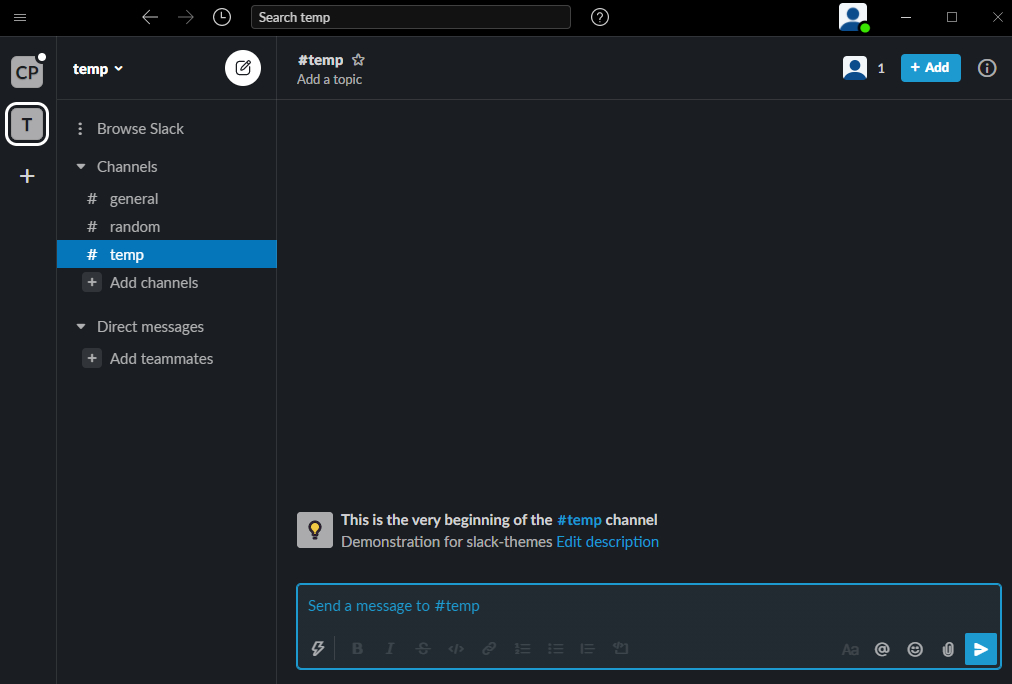 Search temp
CP
T
temp
Browse Slack
Channels
# general
# random
# temp
+ Add channels
Direct messages
+ Add teammates
#temp
Add a topic
1
+ Add
This is the very beginning of the #temp channel
Demonstration for slack-themes Edit description
Send a message to #temp
B I S </> Aa @